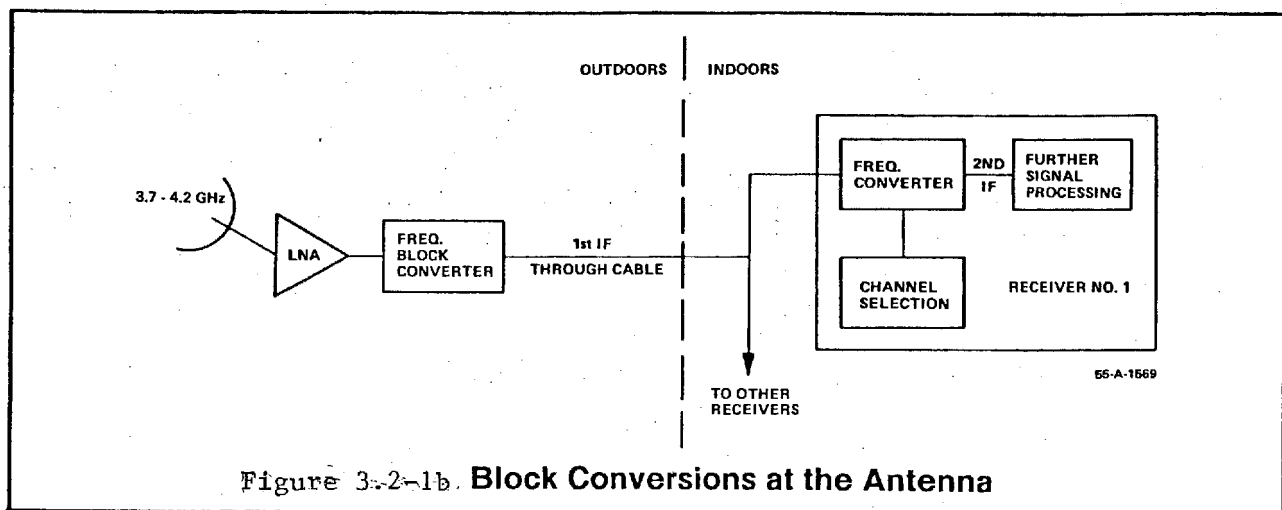 OUTDOORS
INDOORS
3.7 - 4.2 GHz
LNA
FREQ.
BLOCK
CONVERTER
1st IF
THROUGH CABLE
TO OTHER
RECEIVERS
FREQ.
CONVERTER
2ND
IF
FURTHER
SIGNAL
PROCESSING
CHANNEL
SELECTION
RECEIVER NO. 1
55-A-1569
Figure 3.2-1b. Block Conversions at the Antenna